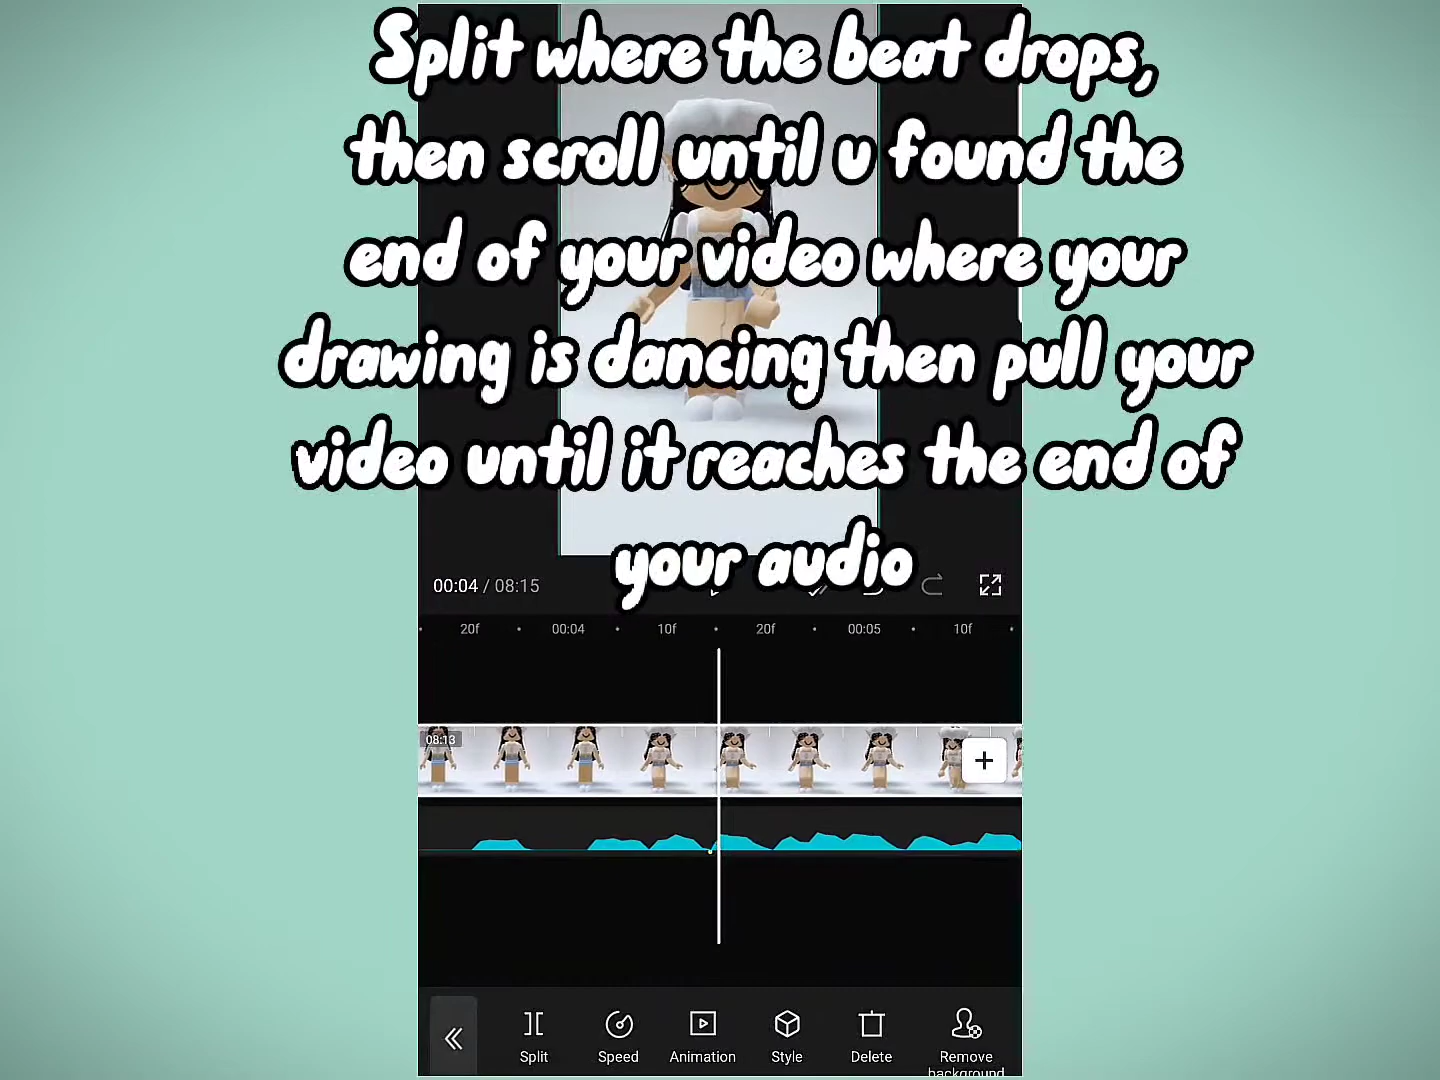 Split where the beat drops,
then scroll until u found the
end of your video where your
drawing is dancing then pull your
video until it reaches the end of
your audio
00:04 / 08:15
20f 00:04 10f 20f 00:05 10f
08:13
+
Split Speed Animation Style Delete Remove
background